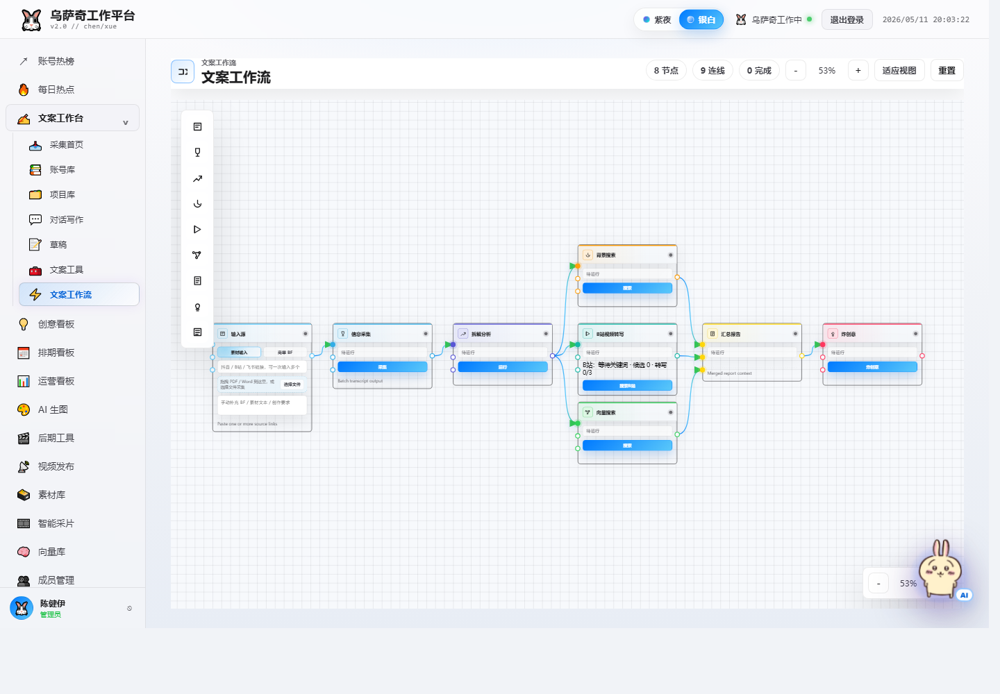 乌萨奇工作平台
v2.0 // chen/xue
紫夜
银白
乌萨奇工作中
退出登录
2026/05/11 20:03:22
账号热榜
每日热点
文案工作台
v
采集首页
账号库
项目库
对话写作
草稿
文案工具
文案工作流
创意看板
排期看板
运营看板
AI 生图
后期工具
视频发布
素材库
智能采片
向量库
成员管理
陈健伊
管理员
文案工作流
文案工作流
8 节点
9 连线
0 完成
-
53%
+
适应视图
重置
输入源
素材输入
简单 BF
抖音 / B站 / 飞书链接，可一次输入多个
拖拽 PDF / Word 到这里，或
选择文件采集
选择文件
手动补充 BF / 素材文本 / 创作要求
Paste one or more source links
信息采集
待运行
采集
Batch transcript output
拆解分析
待运行
运行
背景搜索
待运行
搜索
B站视频转写
待运行
B站：等待关键词 · 候选 0 · 转写
0/3
搜索B站
向量搜索
待运行
搜索
汇总报告
待运行
Merged report context
炸创意
待运行
炸创意
-
53%
AI